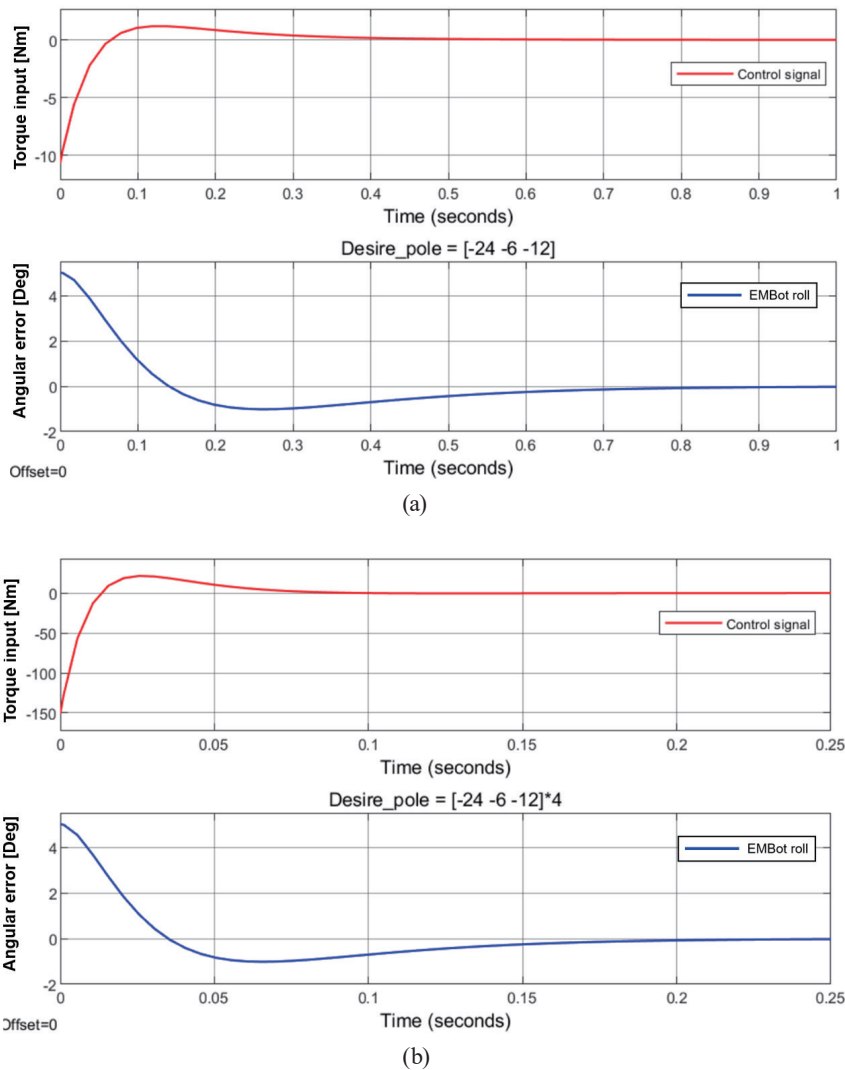 Torque input [Nm]
0
-5
-10
Control signal
0 0.1 0.2 0.3 0.4 0.5 0.6 0.7 0.8 0.9 1
Time (seconds)
Desire_pole = [-24 -6 -12]
Angular error [Deg]
4
2
0
-2
EMBot roll
0 0.1 0.2 0.3 0.4 0.5 0.6 0.7 0.8 0.9 1
Time (seconds)
Offset=0
(a)
Torque input [Nm]
0
-50
-100
-150
Control signal
0 0.05 0.1 0.15 0.2 0.25
Time (seconds)
Desire_pole = [-24 -6 -12]*4
Angular error [Deg]
4
2
0
-2
EMBot roll
0 0.05 0.1 0.15 0.2 0.25
Time (seconds)
Offset=0
(b)